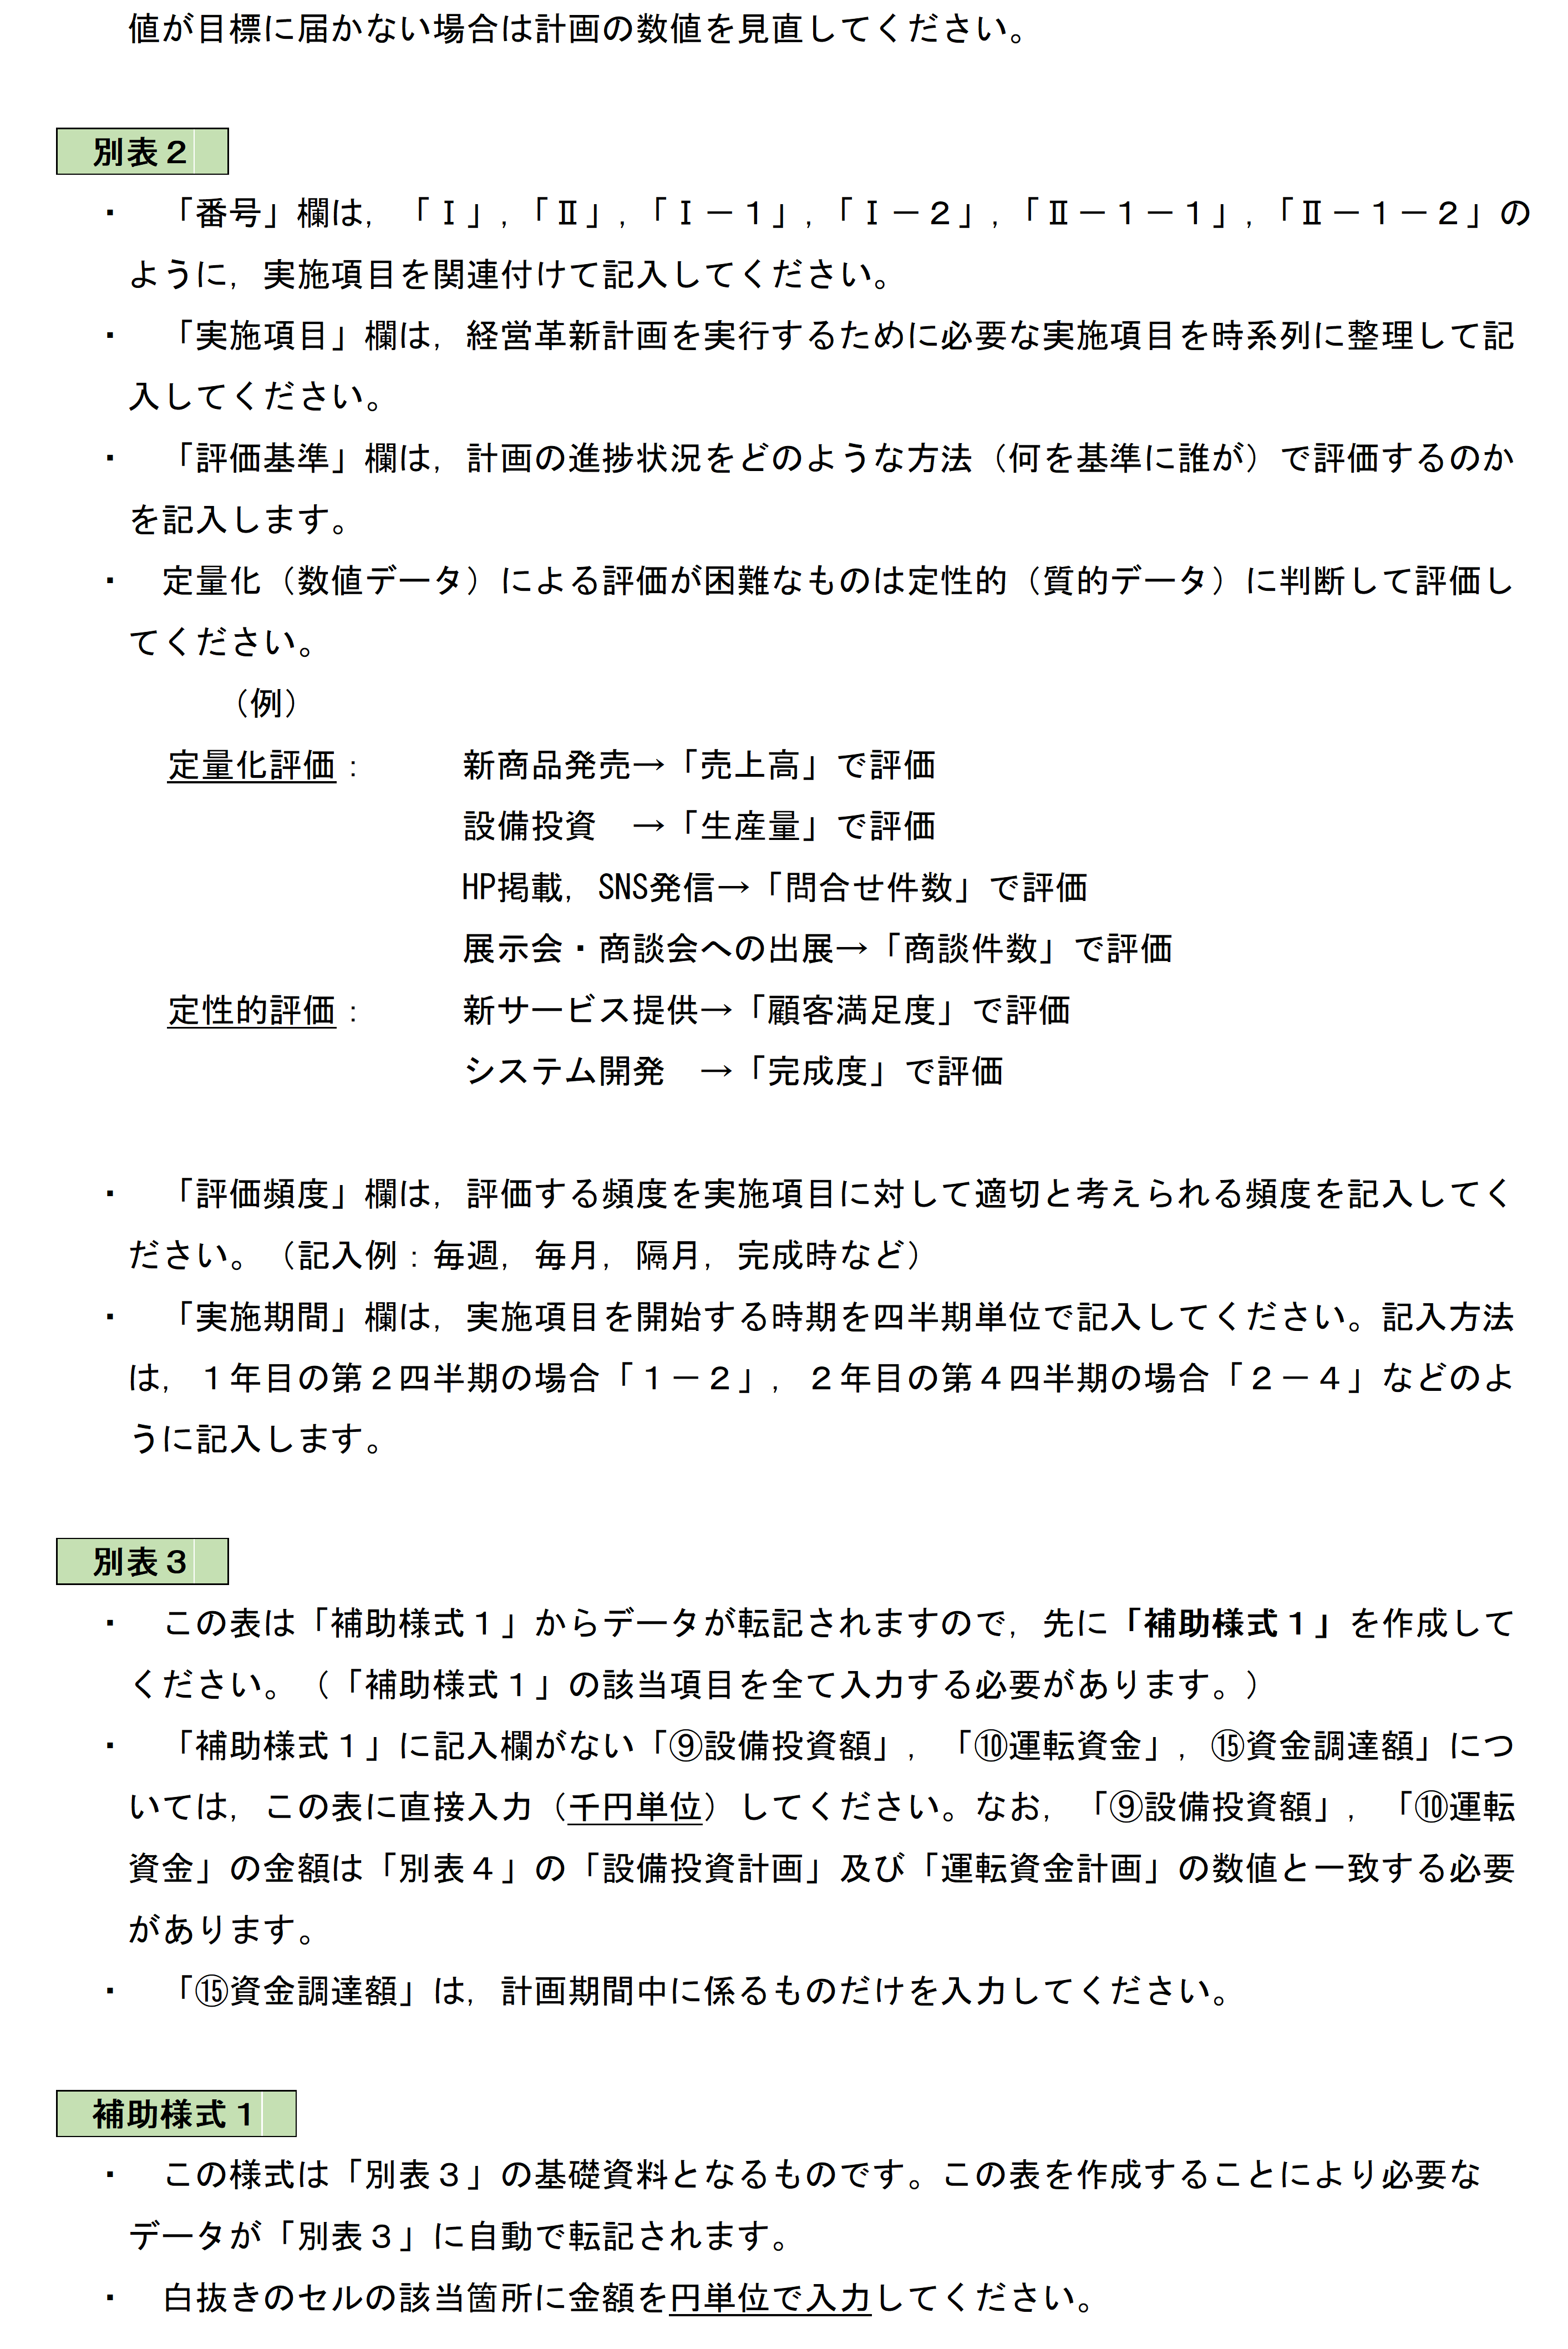 値が目標に届かない場合は計画の数値を見直してください。
別表２
・　「番号」欄は，「Ⅰ」,「Ⅱ」,「Ⅰ－１」,「Ⅰ－２」,「Ⅱ－１－１」,「Ⅱ－１－２」の
ように，実施項目を関連付けて記入してください。
・　「実施項目」欄は，経営革新計画を実行するために必要な実施項目を時系列に整理して記
入してください。
・　「評価基準」欄は，計画の進捗状況をどのような方法（何を基準に誰が）で評価するのか
を記入します。
・　定量化（数値データ）による評価が困難なものは定性的（質的データ）に判断して評価し
てください。
（例）
定量化評価：　新商品発売→「売上高」で評価
設備投資　→「生産量」で評価
HP掲載，SNS発信→「問合せ件数」で評価
展示会・商談会への出展→「商談件数」で評価
定性的評価：　新サービス提供→「顧客満足度」で評価
システム開発　→「完成度」で評価
・　「評価頻度」欄は，評価する頻度を実施項目に対して適切と考えられる頻度を記入してく
ださい。（記入例：毎週，毎月，隔月，完成時など）
・　「実施期間」欄は，実施項目を開始する時期を四半期単位で記入してください。記入方法
は，１年目の第２四半期の場合「１－２」，２年目の第４四半期の場合「２－４」などのよ
うに記入します。
別表３
・　この表は「補助様式１」からデータが転記されますので，先に「補助様式１」を作成して
ください。（「補助様式１」の該当項目を全て入力する必要があります。）
・　「補助様式１」に記入欄がない「⑨設備投資額」，「⑩運転資金」，⑮資金調達額」につ
いては，この表に直接入力（千円単位）してください。なお，「⑨設備投資額」，「⑩運転
資金」の金額は「別表４」の「設備投資計画」及び「運転資金計画」の数値と一致する必要
があります。
・　「⑮資金調達額」は，計画期間中に係るものだけを入力してください。
補助様式１
・　この様式は「別表３」の基礎資料となるものです。この表を作成することにより必要な
データが「別表３」に自動で転記されます。
・　白抜きのセルの該当箇所に金額を円単位で入力してください。